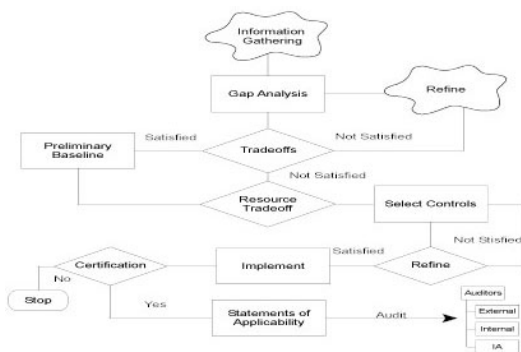 Information
Gathering
Gap Analysis
Refine
Satisfied
Not Satisfied
Preliminary
Baseline
Tradeoffs
Not Satisfied
Resource
Tradeoff
Select Controls
Satisfied
Not Stisfied
Certification
Implement
Refine
No
Stop
Yes
Statements of
Applicability
Audit
Auditors
External
Internal
IA